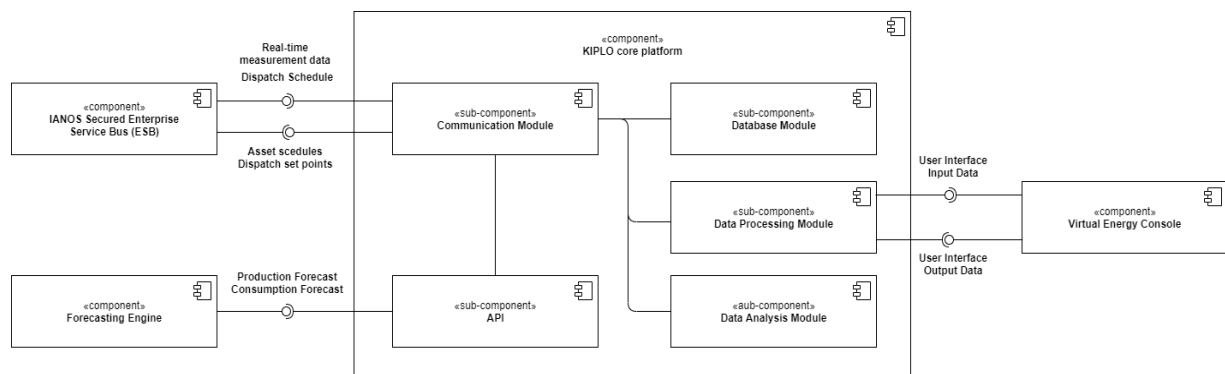 «component»
KIPLO core platform
Real-time
measurement data
Dispatch Schedule
«component»
IANOS Secured Enterprise
Service Bus (ESB)
Asset scedules
Dispatch set points
«sub-component»
Communication Module
«sub-component»
Database Module
«sub-component»
Data Processing Module
User Interface
Input Data
User Interface
Output Data
«component»
Virtual Energy Console
«component»
Forecasting Engine
Production Forecast
Consumption Forecast
«sub-component»
API
«aub-component»
Data Analysis Module